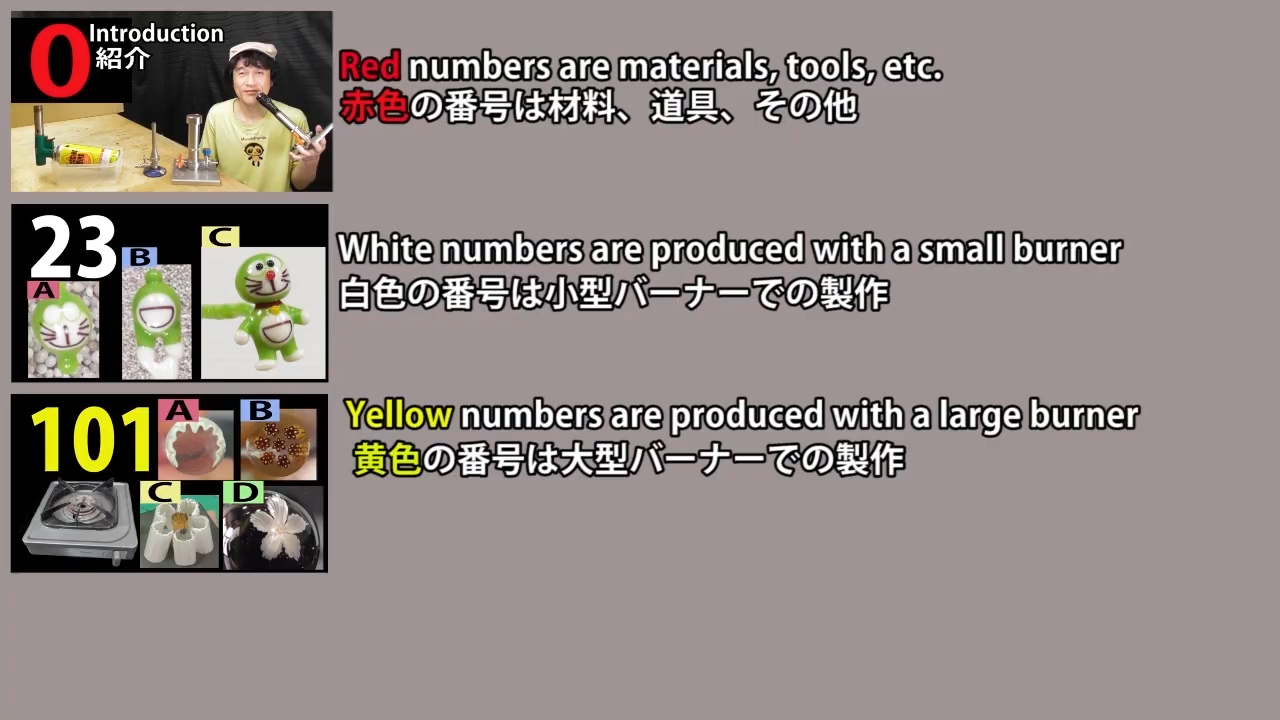 0
Introduction
紹介
Red numbers are materials, tools, etc.
赤色の番号は材料、道具、その他
23
A
B
C
White numbers are produced with a small burner
白色の番号は小型バーナーでの製作
101
A
B
C
D
Yellow numbers are produced with a large burner
黄色の番号は大型バーナーでの製作